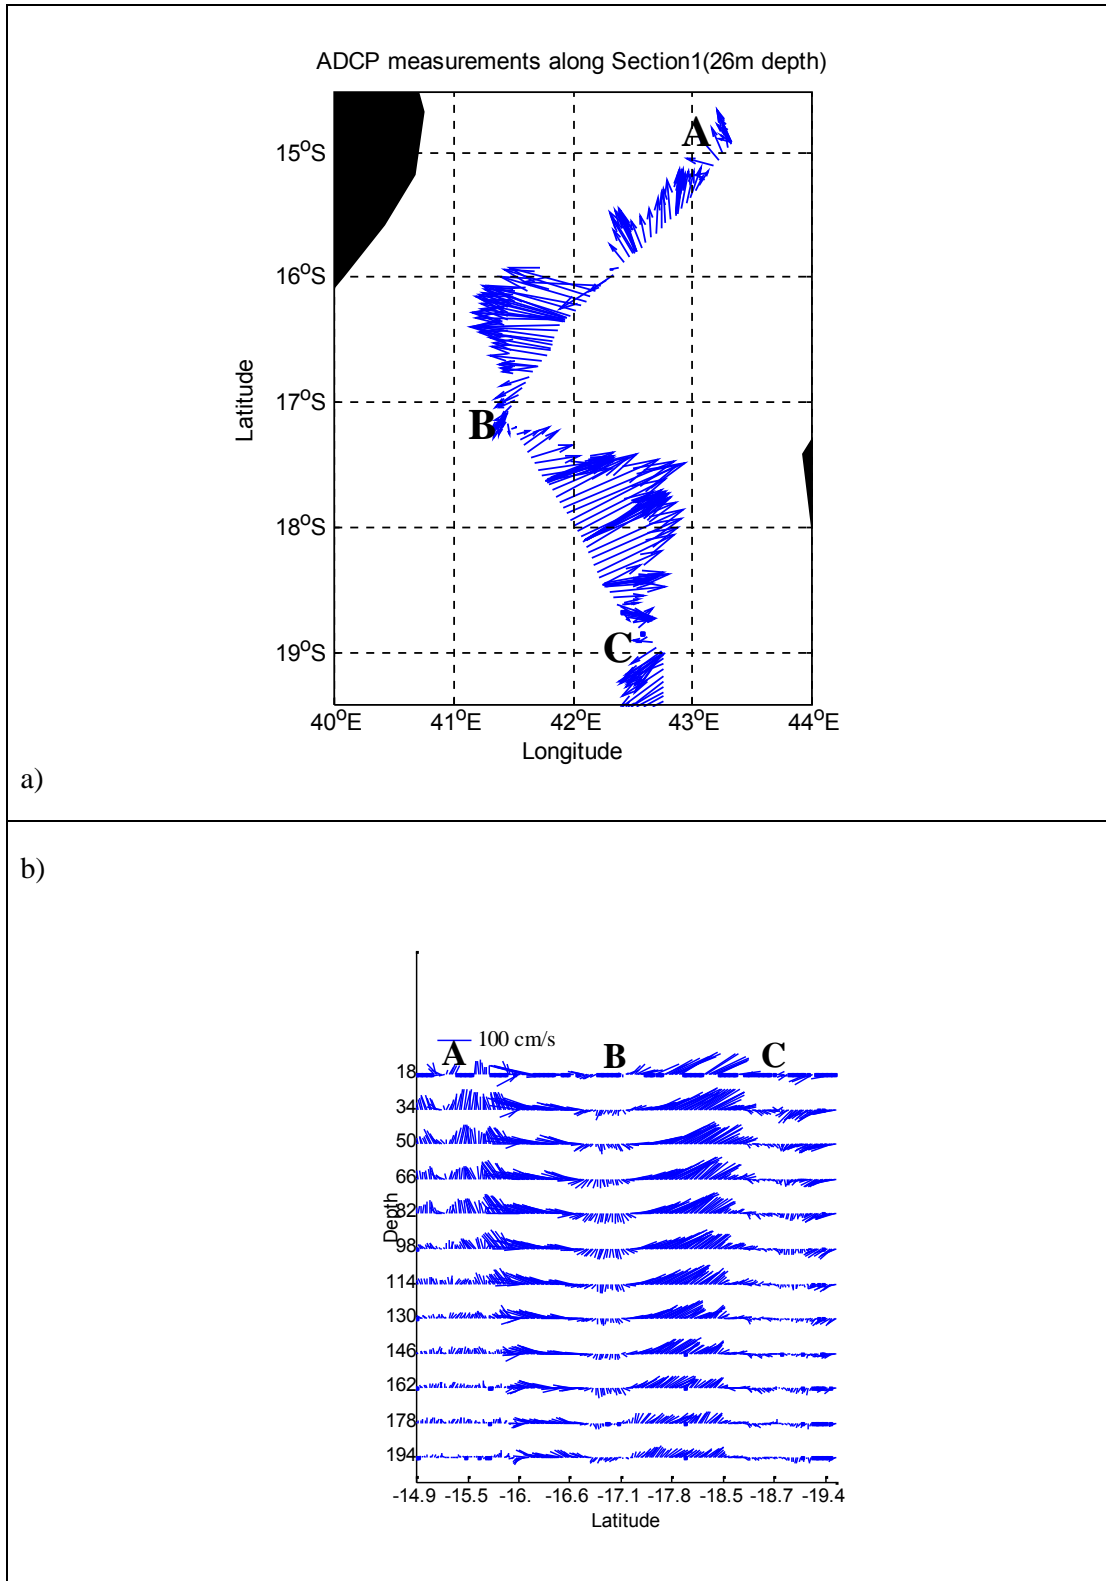 ADCP measurements along Section1(26m depth)
A
15°S
16°S
Latitude
17°S
B
18°S
C
19°S
40°E 41°E 42°E 43°E 44°E
Longitude
a)
b)
100 cm/s
A B C
18
34
50
66
82
Depth
98
114
130
146
162
178
194
-14.9 -15.5 -16. -16.6 -17.1 -17.8 -18.5 -18.7 -19.4
Latitude